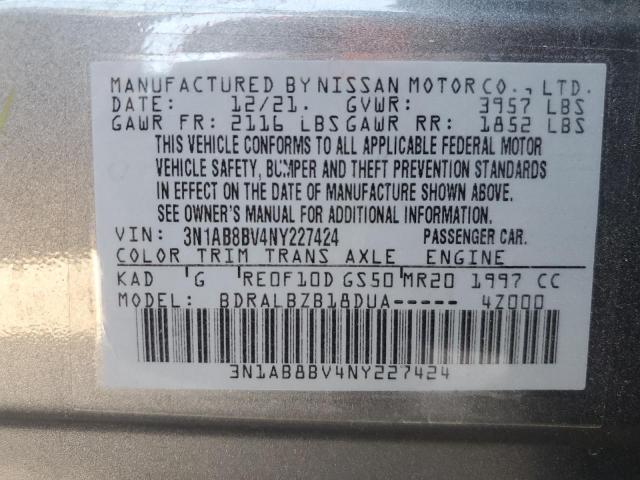 MANUFACTURED BY NISSAN MOTOR CO., LTD.
DATE: 12/21. GVWR: 3957 LBS
GAWR FR: 2116 LBS GAWR RR: 1852 LBS
THIS VEHICLE CONFORMS TO ALL APPLICABLE FEDERAL MOTOR
VEHICLE SAFETY, BUMPER AND THEFT PREVENTION STANDARDS
IN EFFECT ON THE DATE OF MANUFACTURE SHOWN ABOVE.
SEE OWNER'S MANUAL FOR ADDITIONAL INFORMATION.
VIN: 3N1AB8BV4NY227424 PASSENGER CAR.
COLOR TRIM TRANS AXLE ENGINE
KAD G RE0F10D GS50 MR20 1997 CC
MODEL: BDRALBZB18DUA----- 4Z000
3N1AB8BV4NY227424